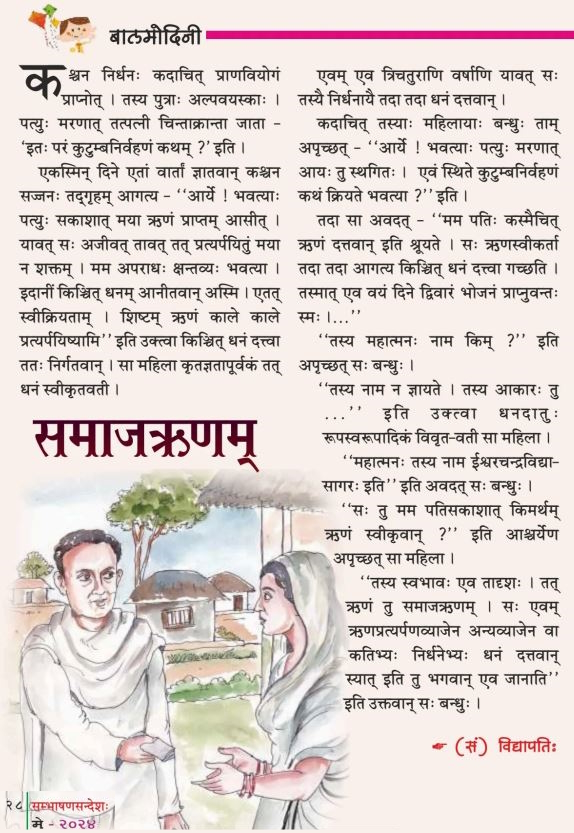 बालमोदिनी
कश्चन निर्धनः कदाचित् प्राणवियोगं
प्राप्नोत् । तस्य पुत्राः अल्पवयस्काः ।
पत्युः मरणात् तत्पत्नी चिन्ताक्रान्ता जाता –
‘इतः परं कुटुम्बनिर्वहणं कथम् ?’ इति ।
एकस्मिन् दिने एतां वार्तां ज्ञातवान् कश्चन
सज्जनः तद्गृहम् आगत्य – ‘‘आर्ये ! भवत्याः
पत्युः सकाशात् मया ऋणं प्राप्तम् आसीत् ।
यावत् सः अजीवत् तावत् तत् प्रत्यर्पयितुं मया
न शक्तम् । मम अपराधः क्षन्तव्यः भवत्या ।
इदानीं किञ्चित् धनम् आनीतवान् अस्मि । एतत्
स्वीक्रियताम् । शिष्टम् ऋणं काले काले
प्रत्यर्पयिष्यामि’’ इति उक्त्वा किञ्चित् धनं दत्त्वा
ततः निर्गतवान् । सा महिला कृतज्ञतापूर्वकं तत्
धनं स्वीकृतवती ।
समाजऋणम्
एवम् एव त्रिचतुराणि वर्षाणि यावत् सः
तस्यै निर्धनायै तदा तदा धनं दत्तवान् ।
कदाचित् तस्याः महिलायाः बन्धुः ताम्
अपृच्छत् – ‘‘आर्ये ! भवत्याः पत्युः मरणात्
आयः तु स्थगितः । एवं स्थिते कुटुम्बनिर्वहणं
कथं क्रियते भवत्या ?’’ इति ।
तदा सा अवदत् – ‘‘मम पतिः कस्मैचित्
ऋणं दत्तवान् इति श्रूयते । सः ऋणस्वीकर्ता
तदा तदा आगत्य किञ्चित् धनं दत्त्वा गच्छति ।
तस्मात् एव वयं दिने द्विवारं भोजनं प्राप्नुवन्तः
स्मः ।...’’
‘‘तस्य महात्मनः नाम किम् ?’’ इति
अपृच्छत् सः बन्धुः ।
‘‘तस्य नाम न ज्ञायते । तस्य आकारः तु
...’’ इति उक्त्वा धनदातुः
रूपस्वरूपादिकं विवृत-वती सा महिला ।
‘‘महात्मनः तस्य नाम ईश्वरचन्द्रविद्या-
सागरः इति’’ इति अवदत् सः बन्धुः ।
‘‘सः तु मम पतिसकाशात् किमर्थम्
ऋणं स्वीकृवान् ?’’ इति आश्चर्येण
अपृच्छत् सा महिला ।
‘‘तस्य स्वभावः एव तादृशः । तत्
ऋणं तु समाजऋणम् । सः एवम्
ऋणप्रत्यर्पणव्याजेन अन्यव्याजेन वा
कतिभ्यः निर्धनेभ्यः धनं दत्तवान्
स्यात् इति तु भगवान् एव जानाति’’
इति उक्तवान् सः बन्धुः ।
☛ (सं) विद्यापतिः
२८ सम्भाषणसन्देशः
मे - २०२४